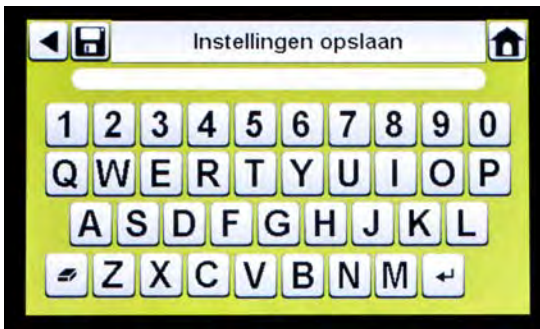 Instellingen opslaan
1 2 3 4 5 6 7 8 9 0
Q W E R T Y U I O P
A S D F G H J K L
Z X C V B N M